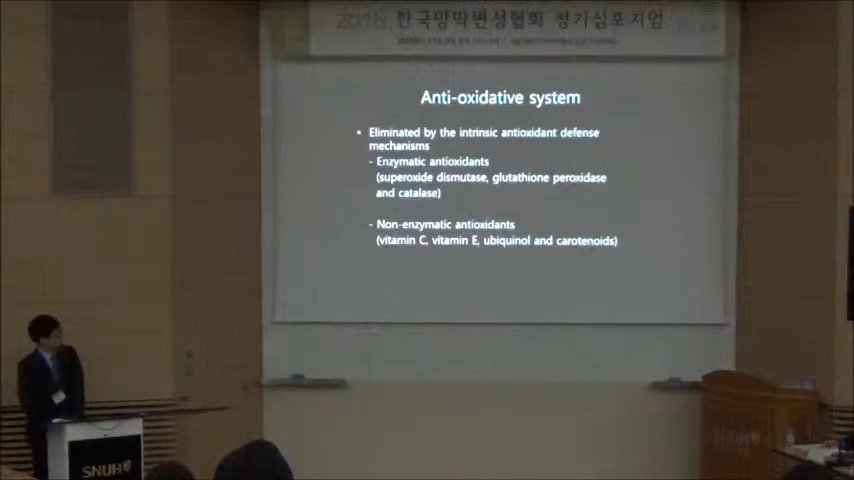 한국망막변성협회 정기심포지엄
Anti-oxidative system
• Eliminated by the intrinsic antioxidant defense
mechanisms
- Enzymatic antioxidants
(superoxide dismutase, glutathione peroxidase
and catalase)
- Non-enzymatic antioxidants
(vitamin C, vitamin E, ubiquinol and carotenoids)
SNUH